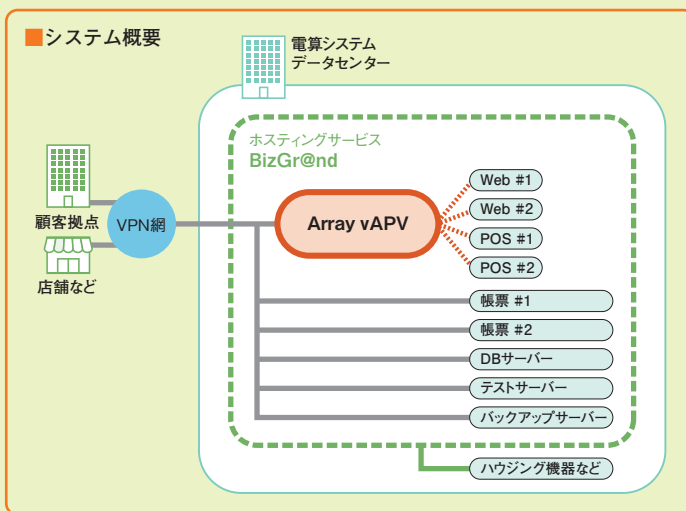 ■システム概要
電算システム
データセンター
ホスティングサービス
BizGr@nd
顧客拠点
店舗など
VPN網
Array vAPV
Web #1
Web #2
POS #1
POS #2
帳票 #1
帳票 #2
DBサーバー
テストサーバー
バックアップサーバー
ハウジング機器など